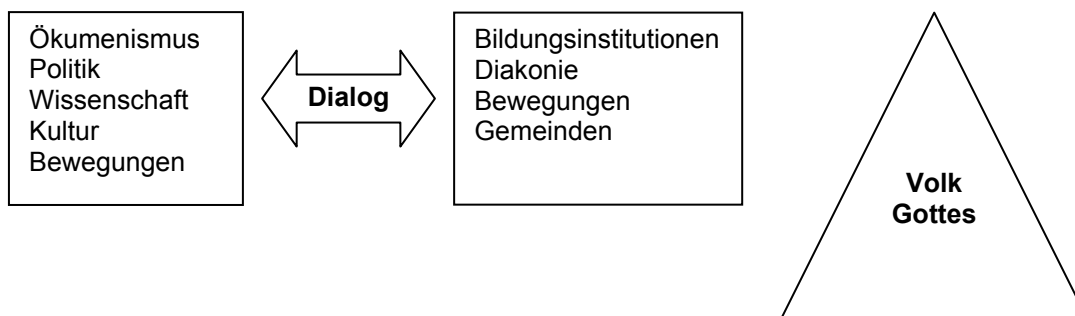 Ökumenismus
Politik
Wissenschaft
Kultur
Bewegungen
Dialog
Bildungsinstitutionen
Diakonie
Bewegungen
Gemeinden
Volk
Gottes